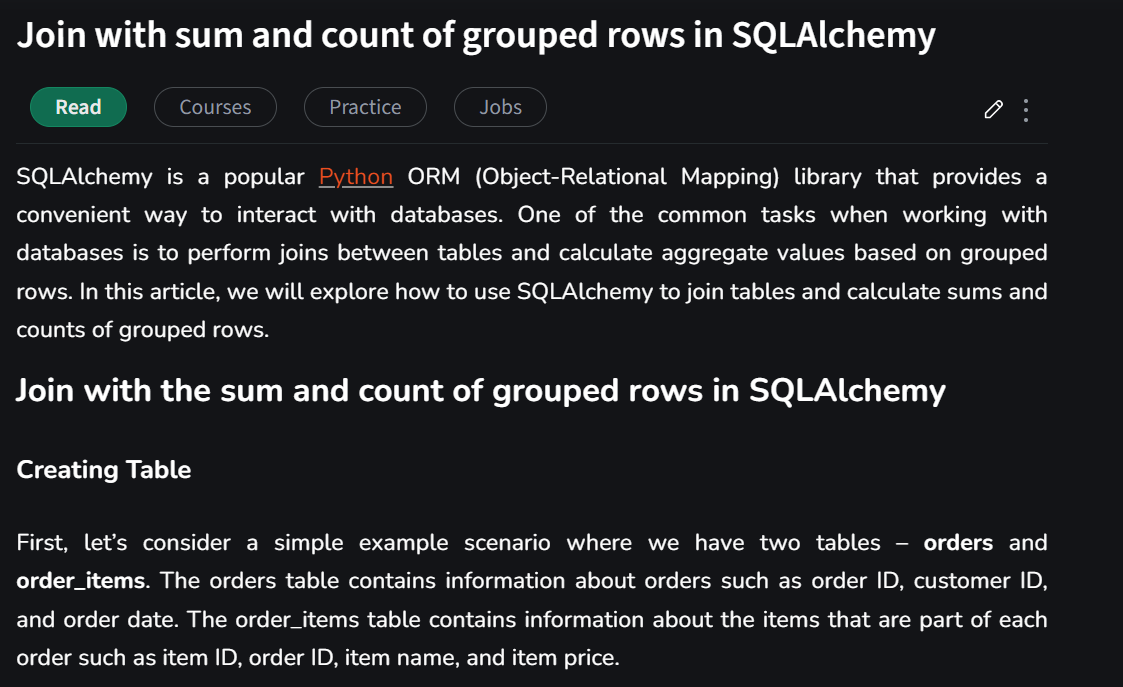 Join with sum and count of grouped rows in SQLAlchemy
Read Courses Practice Jobs
SQLAlchemy is a popular Python ORM (Object-Relational Mapping) library that provides a
convenient way to interact with databases. One of the common tasks when working with
databases is to perform joins between tables and calculate aggregate values based on grouped
rows. In this article, we will explore how to use SQLAlchemy to join tables and calculate sums and
counts of grouped rows.
Join with the sum and count of grouped rows in SQLAlchemy
Creating Table
First, let’s consider a simple example scenario where we have two tables – orders and
order_items. The orders table contains information about orders such as order ID, customer ID,
and order date. The order_items table contains information about the items that are part of each
order such as item ID, order ID, item name, and item price.